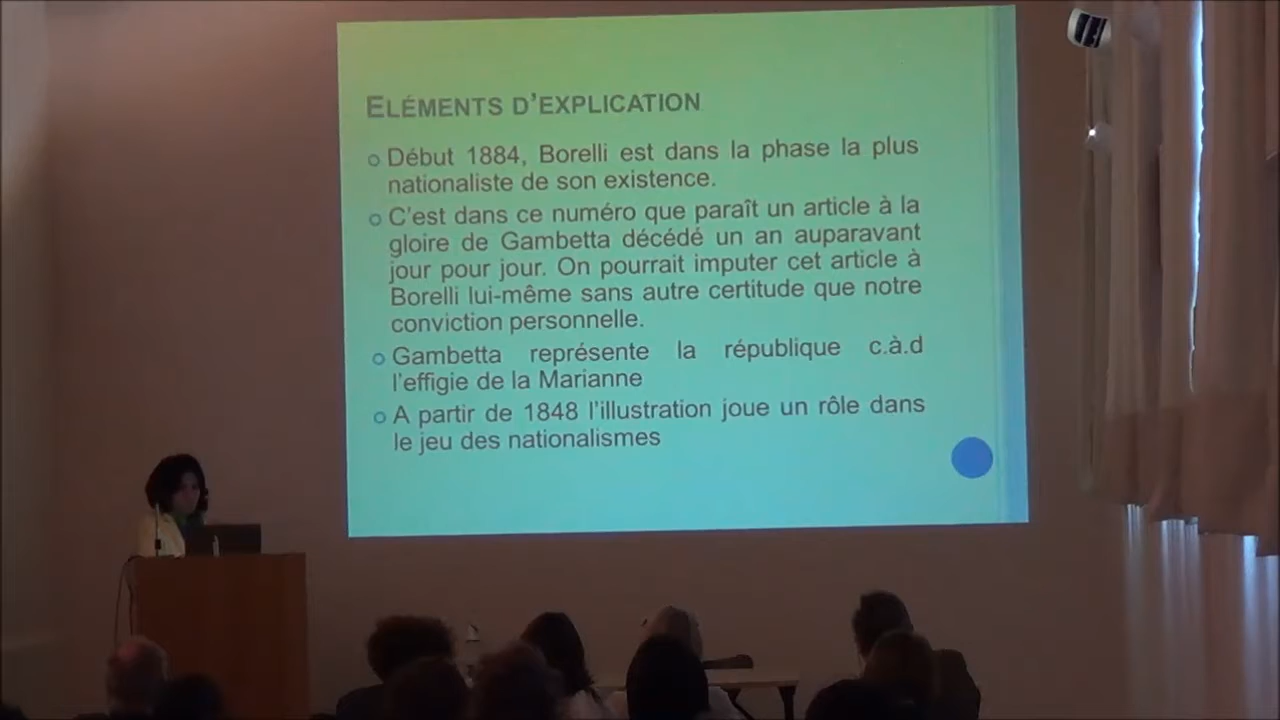 ELÉMENTS D'EXPLICATION
Début 1884, Borelli est dans la phase la plus
nationaliste de son existence.
C'est dans ce numéro que paraît un article à la
gloire de Gambetta décédé un an auparavant
jour pour jour. On pourrait imputer cet article à
Borelli lui-même sans autre certitude que notre
conviction personnelle.
Gambetta représente la république c.à.d
l'effigie de la Marianne
A partir de 1848 l'illustration joue un rôle dans
le jeu des nationalismes